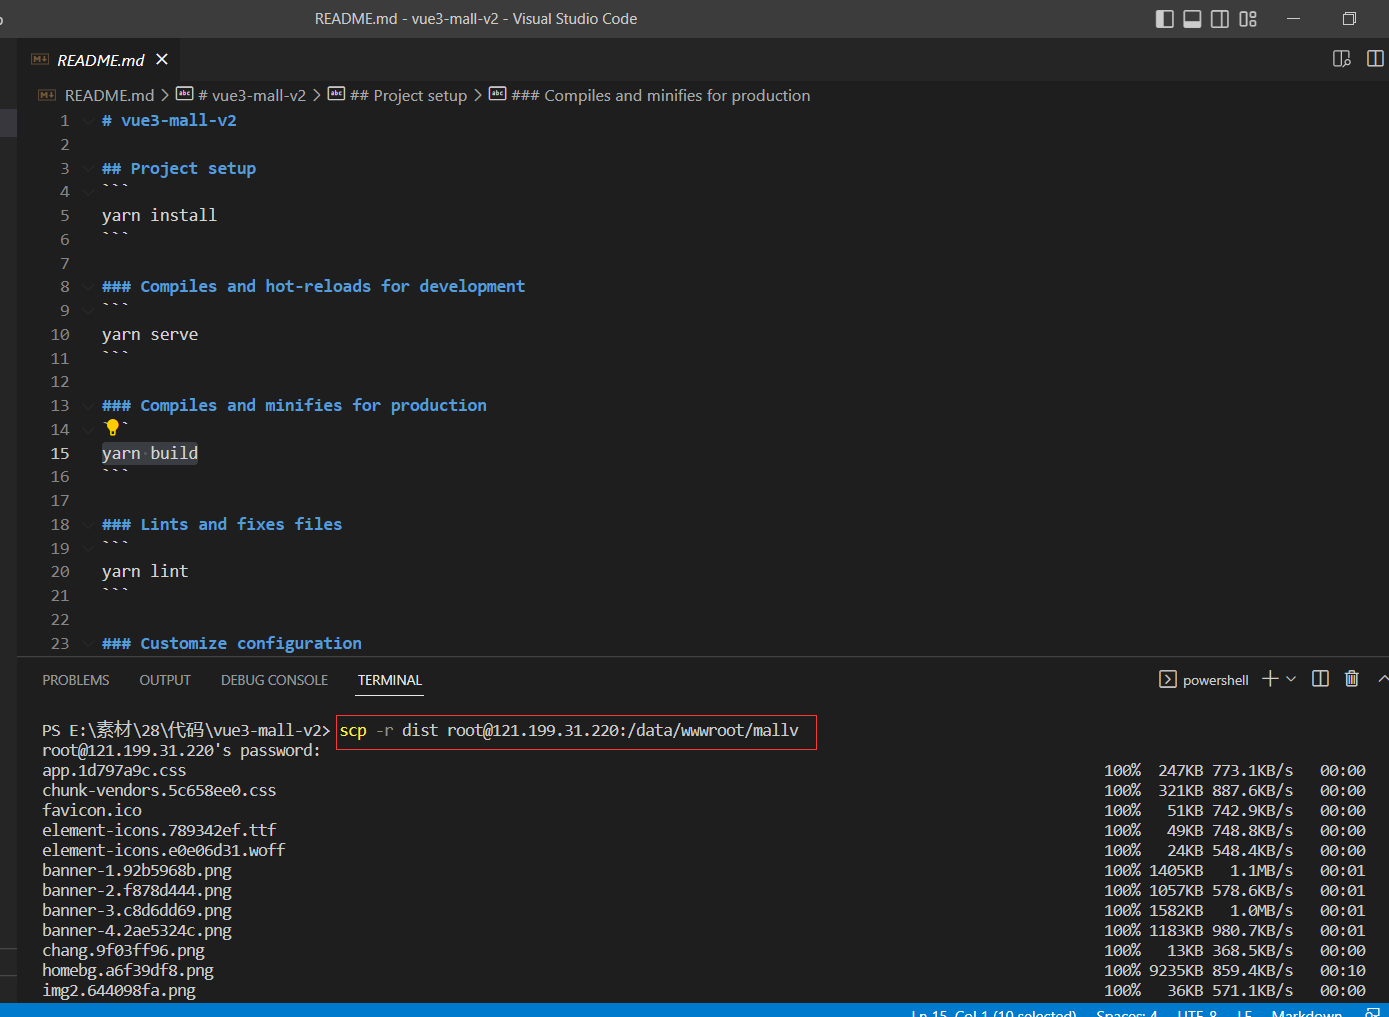 README.md - vue3-mall-v2 - Visual Studio Code
README.md
README.md > # vue3-mall-v2 > ## Project setup > ### Compiles and minifies for production
1 # vue3-mall-v2
2
3 ## Project setup
4 ```
5 yarn install
6 ```
7
8 ### Compiles and hot-reloads for development
9 ```
10 yarn serve
11 ```
12
13 ### Compiles and minifies for production
14 ```
15 yarn build
16 ```
17
18 ### Lints and fixes files
19 ```
20 yarn lint
21 ```
22
23 ### Customize configuration
PROBLEMS OUTPUT DEBUG CONSOLE TERMINAL powershell
PS E:\素材\28\代码\vue3-mall-v2> scp -r dist root@121.199.31.220:/data/wwwroot/mallv
root@121.199.31.220's password:
app.1d797a9c.css 100% 247KB 773.1KB/s 00:00
chunk-vendors.5c658ee0.css 100% 321KB 887.6KB/s 00:00
favicon.ico 100% 51KB 742.9KB/s 00:00
element-icons.789342ef.ttf 100% 49KB 748.8KB/s 00:00
element-icons.e0e06d31.woff 100% 24KB 548.4KB/s 00:00
banner-1.92b5968b.png 100% 1405KB 1.1MB/s 00:01
banner-2.f878d444.png 100% 1057KB 578.6KB/s 00:01
banner-3.c8d6dd69.png 100% 1582KB 1.0MB/s 00:01
banner-4.2ae5324c.png 100% 1183KB 980.7KB/s 00:01
chang.9f03ff96.png 100% 13KB 368.5KB/s 00:00
homebg.a6f39df8.png 100% 9235KB 859.4KB/s 00:10
img2.644098fa.png 100% 36KB 571.1KB/s 00:00
Ln 15, Col 1 (10 selected) Spaces: 4 UTF-8 LF Markdown